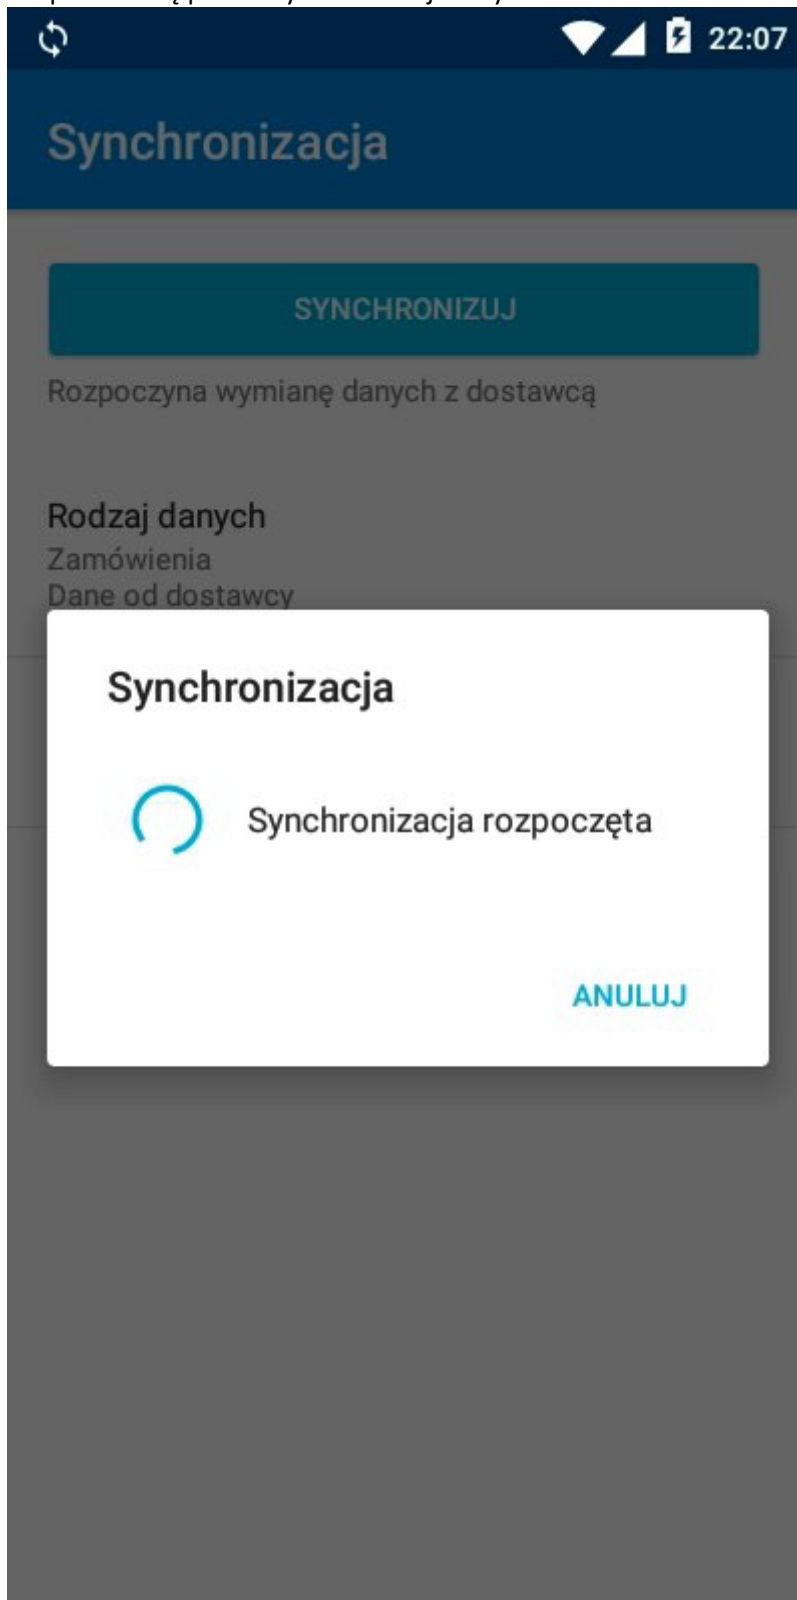 22:07
Synchronizacja
SYNCHRONIZUJ
Rozpoczyna wymianę danych z dostawcą
Rodzaj danych
Zamówienia
Dane od dostawcy
Synchronizacja
Synchronizacja rozpoczęta
ANULUJ